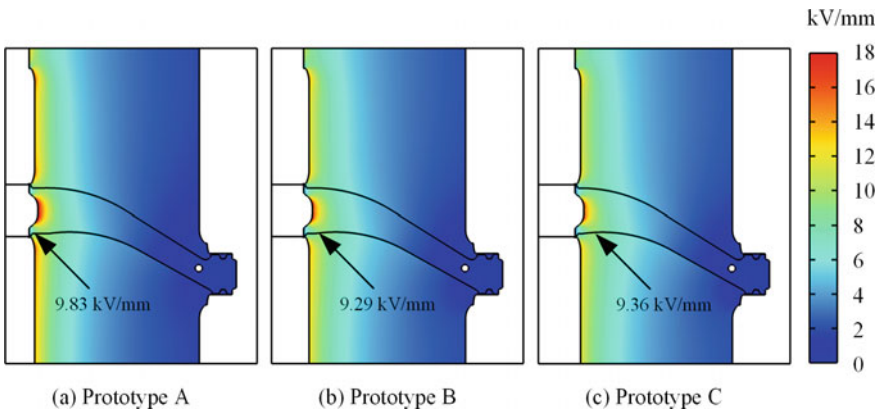 kV/mm
18
16
14
12
10
8
6
4
2
0
9.83 kV/mm
9.29 kV/mm
9.36 kV/mm
(a) Prototype A
(b) Prototype B
(c) Prototype C